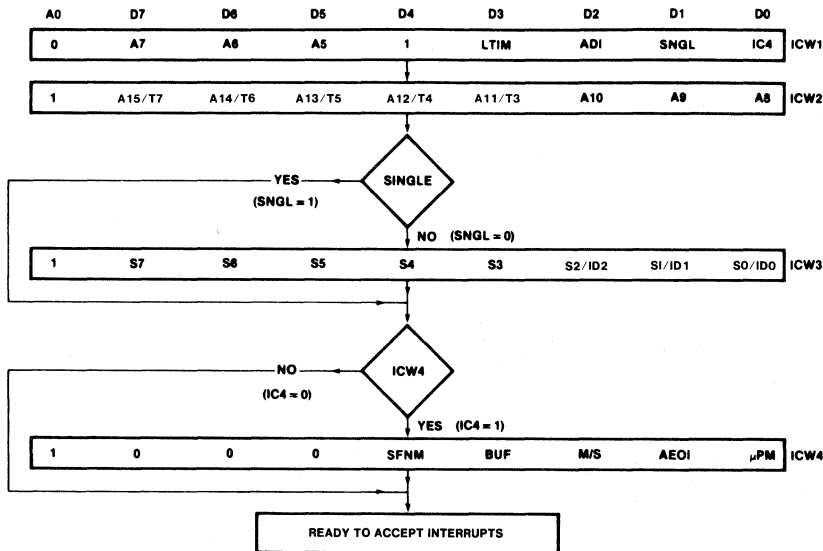 A0 D7 D6 D5 D4 D3 D2 D1 D0
0 A7 A6 A5 1 LTIM ADI SNGL IC4 ICW1
1 A15/T7 A14/T6 A13/T5 A12/T4 A11/T3 A10 A9 A8 ICW2
YES SINGLE
(SNGL = 1)
NO (SNGL = 0)
1 S7 S6 S5 S4 S3 S2/ID2 SI/ID1 SO/IDO ICW3
NO ICW4
(IC4 = 0)
YES (IC4 = 1)
1 0 0 0 SFNM BUF M/S AEOI μPM ICW4
READY TO ACCEPT INTERRUPTS